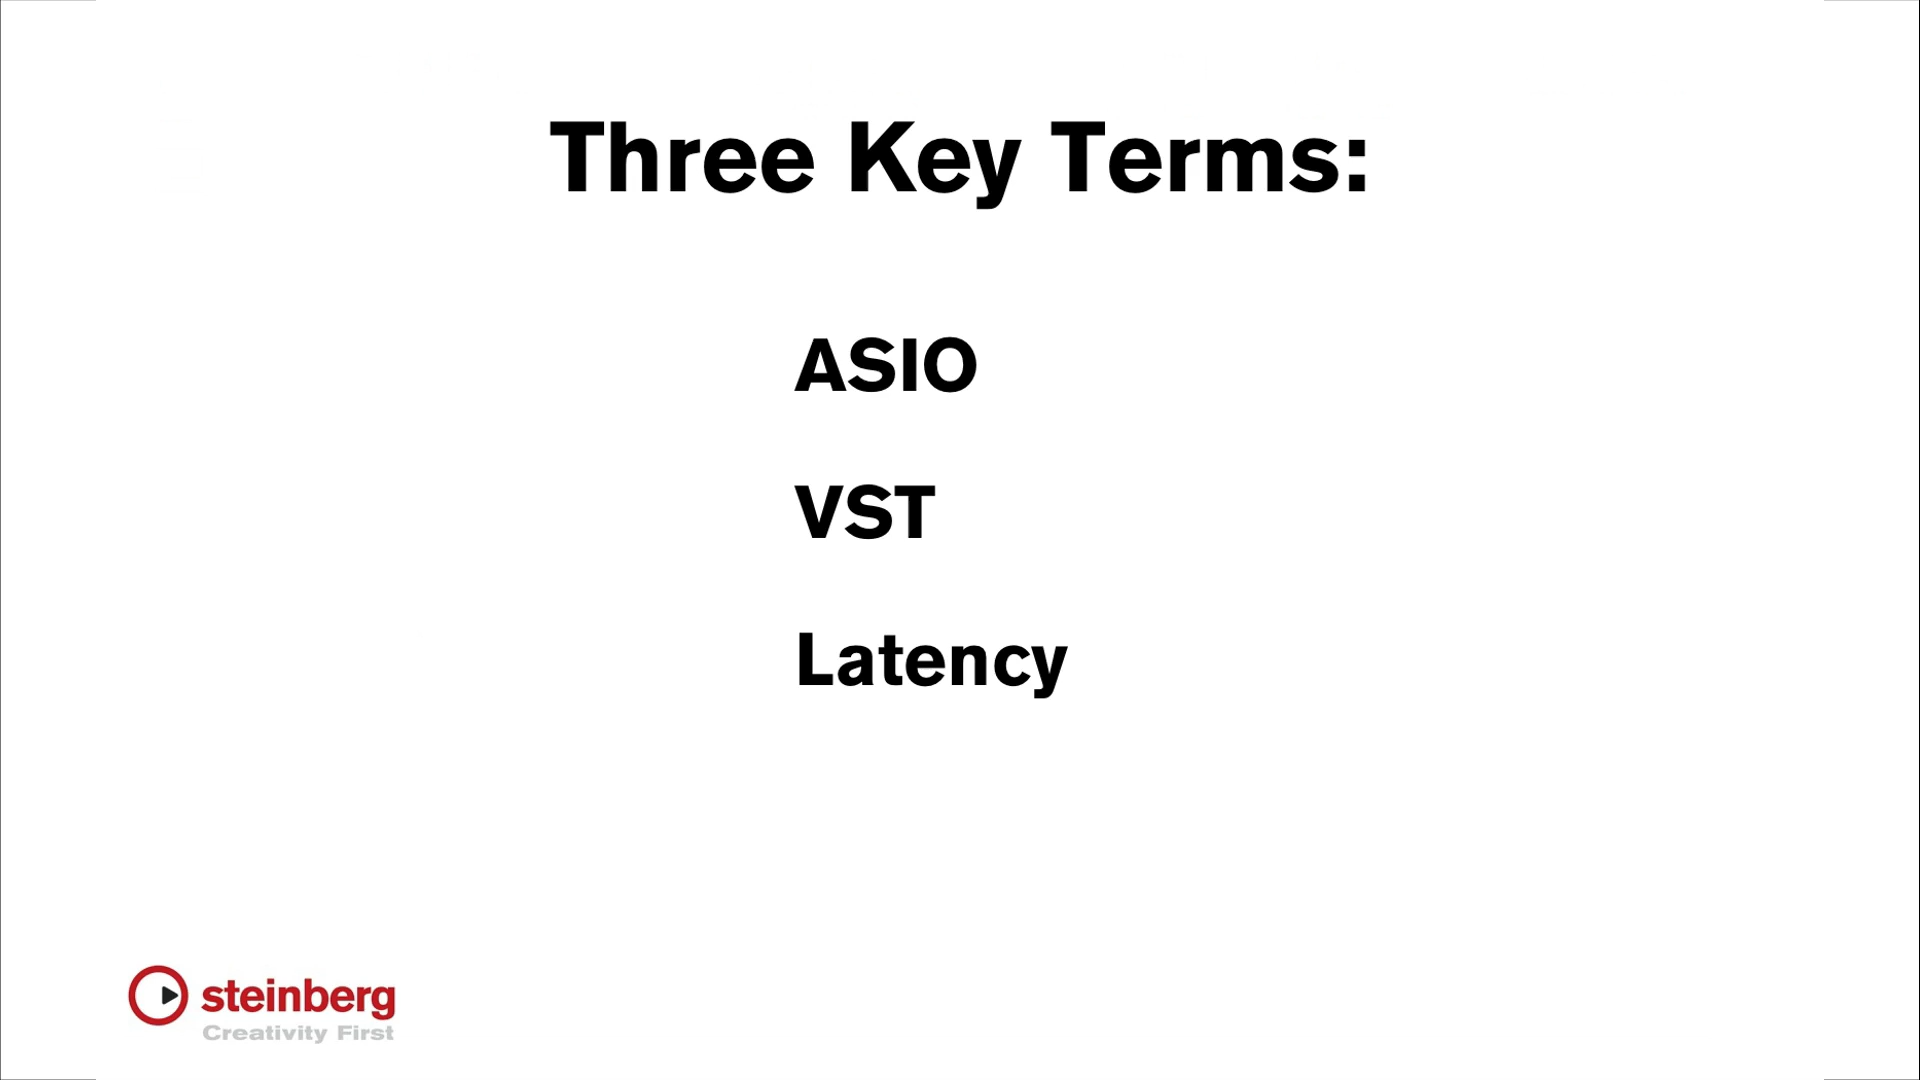 Three Key Terms:
ASIO
VST
Latency
steinberg
Creativity First